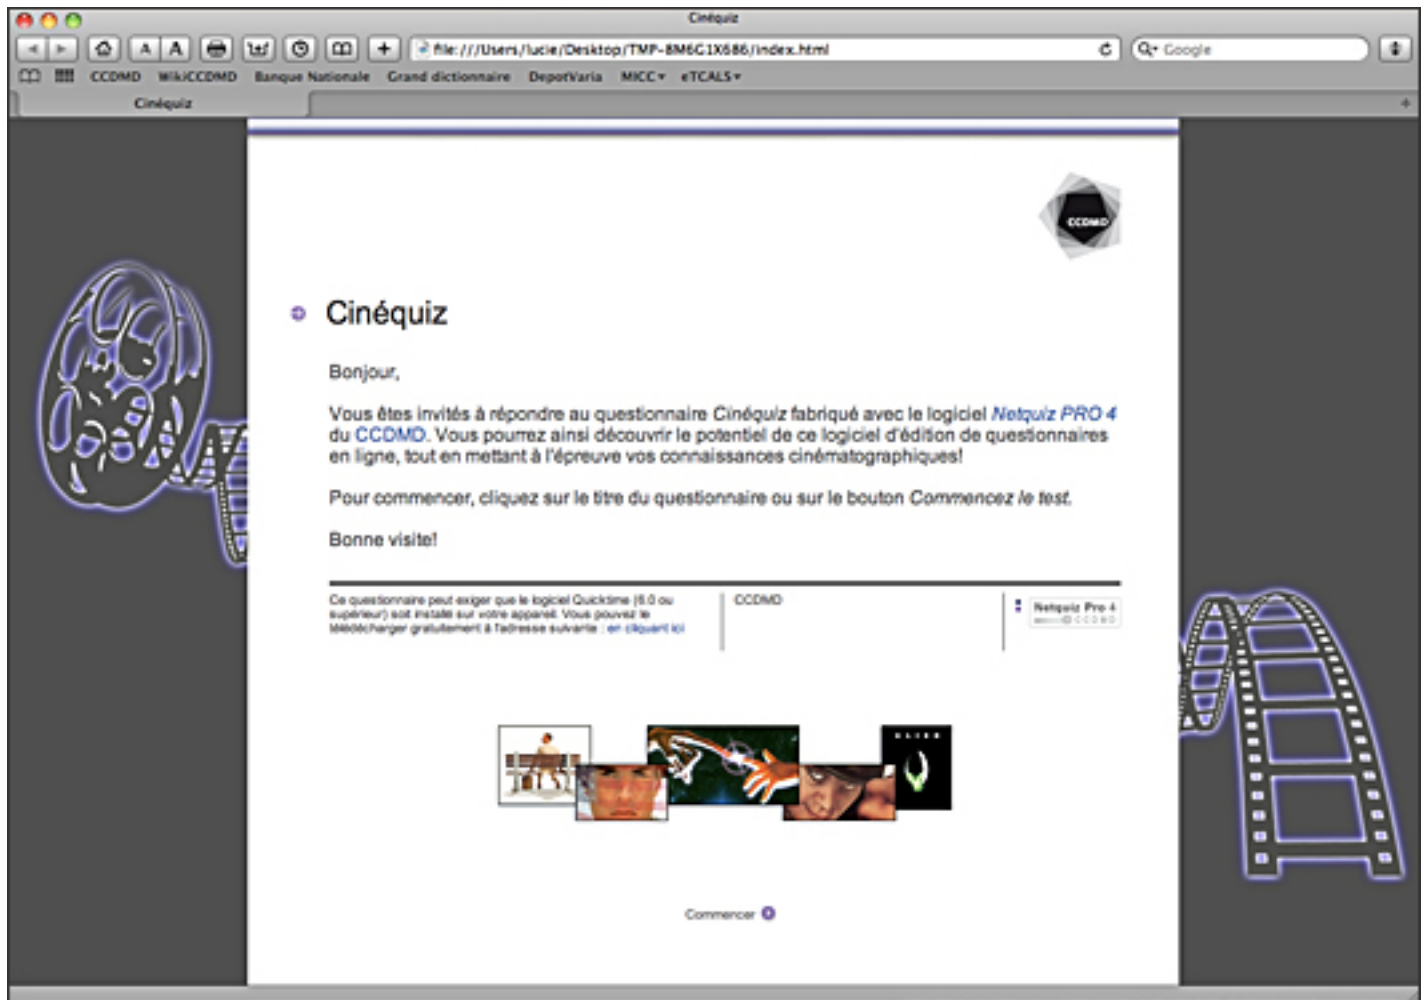 Cinéquiz
A A + file:///Users/lucie/Desktop/TMP-8M6G1X686/index.html Google
CCDMD WikiCCDMD Banque Nationale Grand dictionnaire DepotVaria MICC eTCALS
Cinéquiz
CCDMD
Cinéquiz
Bonjour,
Vous êtes invités à répondre au questionnaire Cinéquiz fabriqué avec le logiciel Netquiz PRO 4
du CCDMD. Vous pourrez ainsi découvrir le potentiel de ce logiciel d'édition de questionnaires
en ligne, tout en mettant à l'épreuve vos connaissances cinématographiques!
Pour commencer, cliquez sur le titre du questionnaire ou sur le bouton Commencez le test.
Bonne visite!
Ce questionnaire peut exiger que le logiciel Quicktime (6.0 ou
supérieur) soit installé sur votre appareil. Vous pouvez le
télédécharger gratuitement à l'adresse suivante : en cliquant ici
CCDMD
Netquiz Pro 4
CCDMD
ALIEN
Commencer